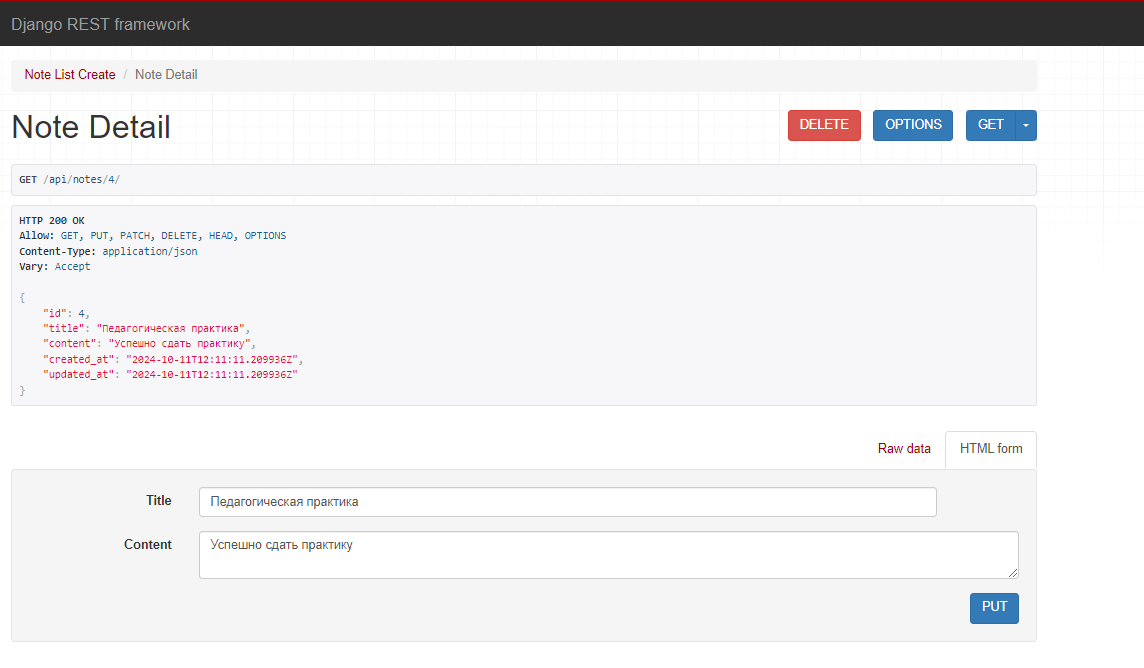 Django REST framework
Note List Create / Note Detail
Note Detail
DELETE
OPTIONS
GET
GET /api/notes/4/
HTTP 200 OK
Allow: GET, PUT, PATCH, DELETE, HEAD, OPTIONS
Content-Type: application/json
Vary: Accept
{
"id": 4,
"title": "Педагогическая практика",
"content": "Успешно сдать практику",
"created_at": "2024-10-11T12:11:11.209936Z",
"updated_at": "2024-10-11T12:11:11.209936Z"
}
Raw data
HTML form
Title
Педагогическая практика
Content
Успешно сдать практику
PUT